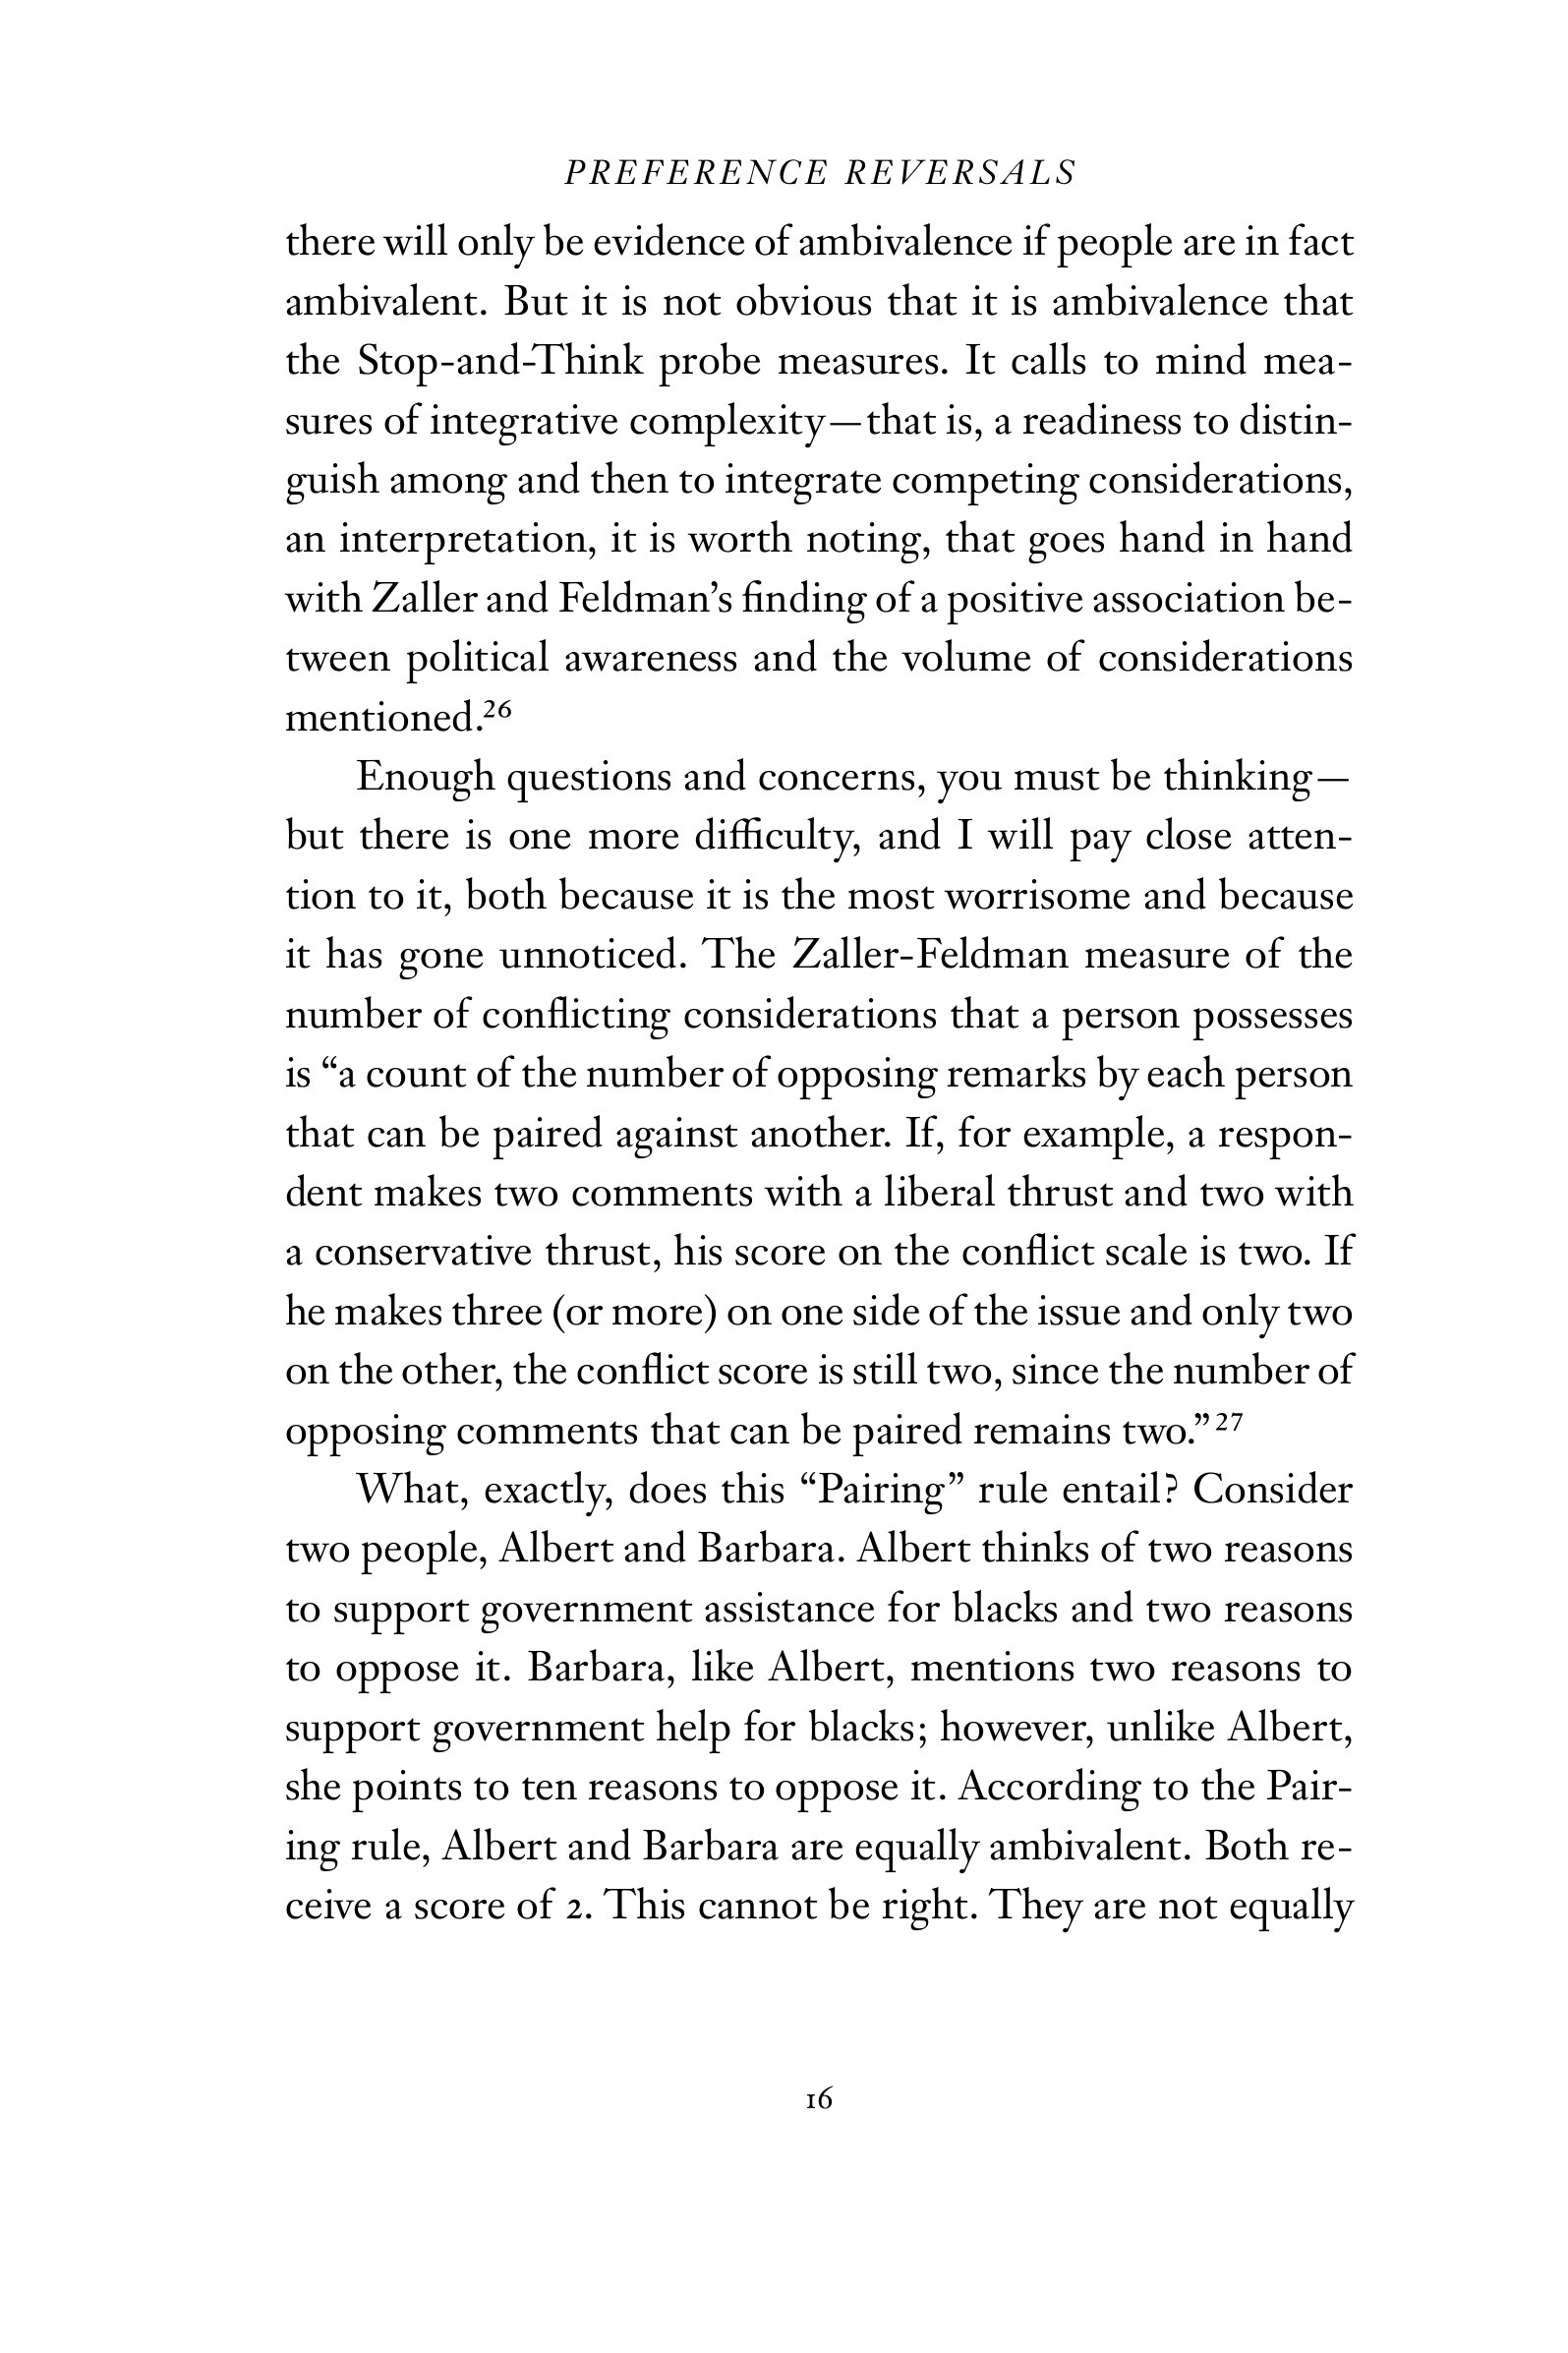 PREFERENCE REVERSALS
there will only be evidence of ambivalence if people are in fact
ambivalent. But it is not obvious that it is ambivalence that
the Stop-and-Think probe measures. It calls to mind mea-
sures of integrative complexity—that is, a readiness to distin-
guish among and then to integrate competing considerations,
an interpretation, it is worth noting, that goes hand in hand
with Zaller and Feldman’s finding of a positive association be-
tween political awareness and the volume of considerations
mentioned.²⁶
Enough questions and concerns, you must be thinking—
but there is one more difficulty, and I will pay close atten-
tion to it, both because it is the most worrisome and because
it has gone unnoticed. The Zaller-Feldman measure of the
number of conflicting considerations that a person possesses
is “a count of the number of opposing remarks by each person
that can be paired against another. If, for example, a respon-
dent makes two comments with a liberal thrust and two with
a conservative thrust, his score on the conflict scale is two. If
he makes three (or more) on one side of the issue and only two
on the other, the conflict score is still two, since the number of
opposing comments that can be paired remains two.”²⁷
What, exactly, does this “Pairing” rule entail? Consider
two people, Albert and Barbara. Albert thinks of two reasons
to support government assistance for blacks and two reasons
to oppose it. Barbara, like Albert, mentions two reasons to
support government help for blacks; however, unlike Albert,
she points to ten reasons to oppose it. According to the Pair-
ing rule, Albert and Barbara are equally ambivalent. Both re-
ceive a score of 2. This cannot be right. They are not equally
16